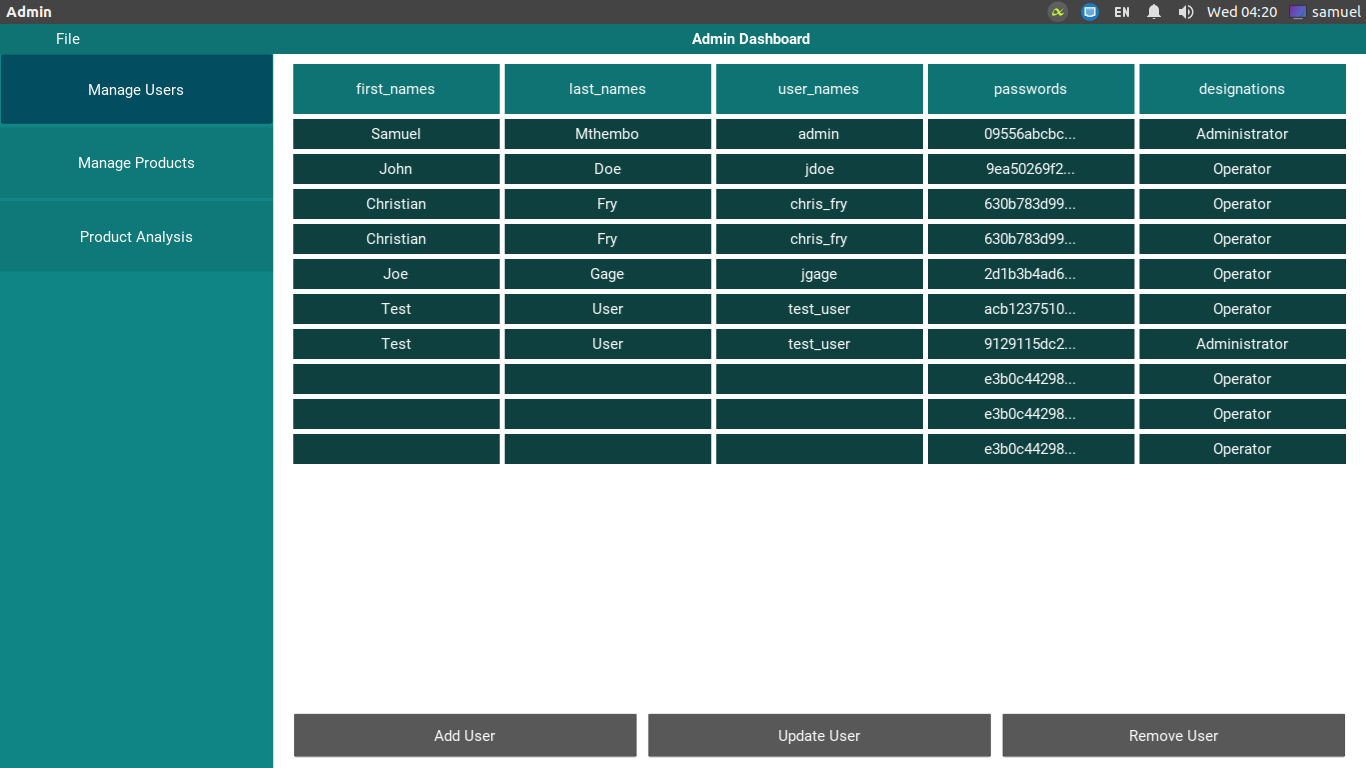 Admin EN Wed 04:20 samuel
File Admin Dashboard
Manage Users
Manage Products
Product Analysis
first_names last_names user_names passwords designations
Samuel Mthembo admin 09556abcbc... Administrator
John Doe jdoe 9ea50269f2... Operator
Christian Fry chris_fry 630b783d99... Operator
Christian Fry chris_fry 630b783d99... Operator
Joe Gage jgage 2d1b3b4ad6... Operator
Test User test_user acb1237510... Operator
Test User test_user 9129115dc2... Administrator
e3b0c44298... Operator
e3b0c44298... Operator
e3b0c44298... Operator
Add User Update User Remove User